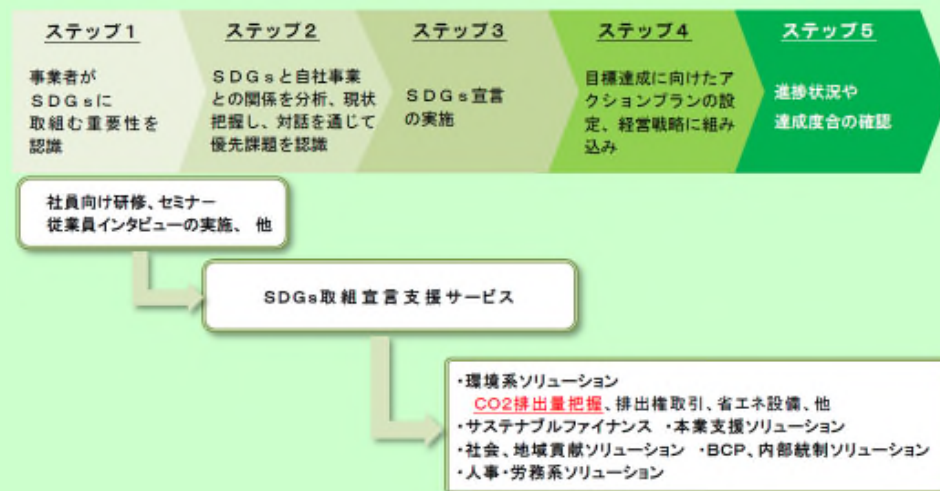 ステップ1
事業者が
SDGsに
取組む重要性を
認識
ステップ2
SDGsと自社事業
との関係を分析、現状
把握し、対話を通じて
優先課題を認識
ステップ3
SDGs宣言
の実施
ステップ4
目標達成に向けたア
クションプランの設
定、経営戦略に組み
込み
ステップ5
進捗状況や
達成度合の確認
社員向け研修、セミナー
従業員インタビューの実施、 他
SDGs取組宣言支援サービス
・環境系ソリューション
CO2排出量把握、排出権取引、省エネ設備、他
・サステナブルファイナンス ・本業支援ソリューション
・社会、地域貢献ソリューション ・BCP、内部統制ソリューション
・人事・労務系ソリューション